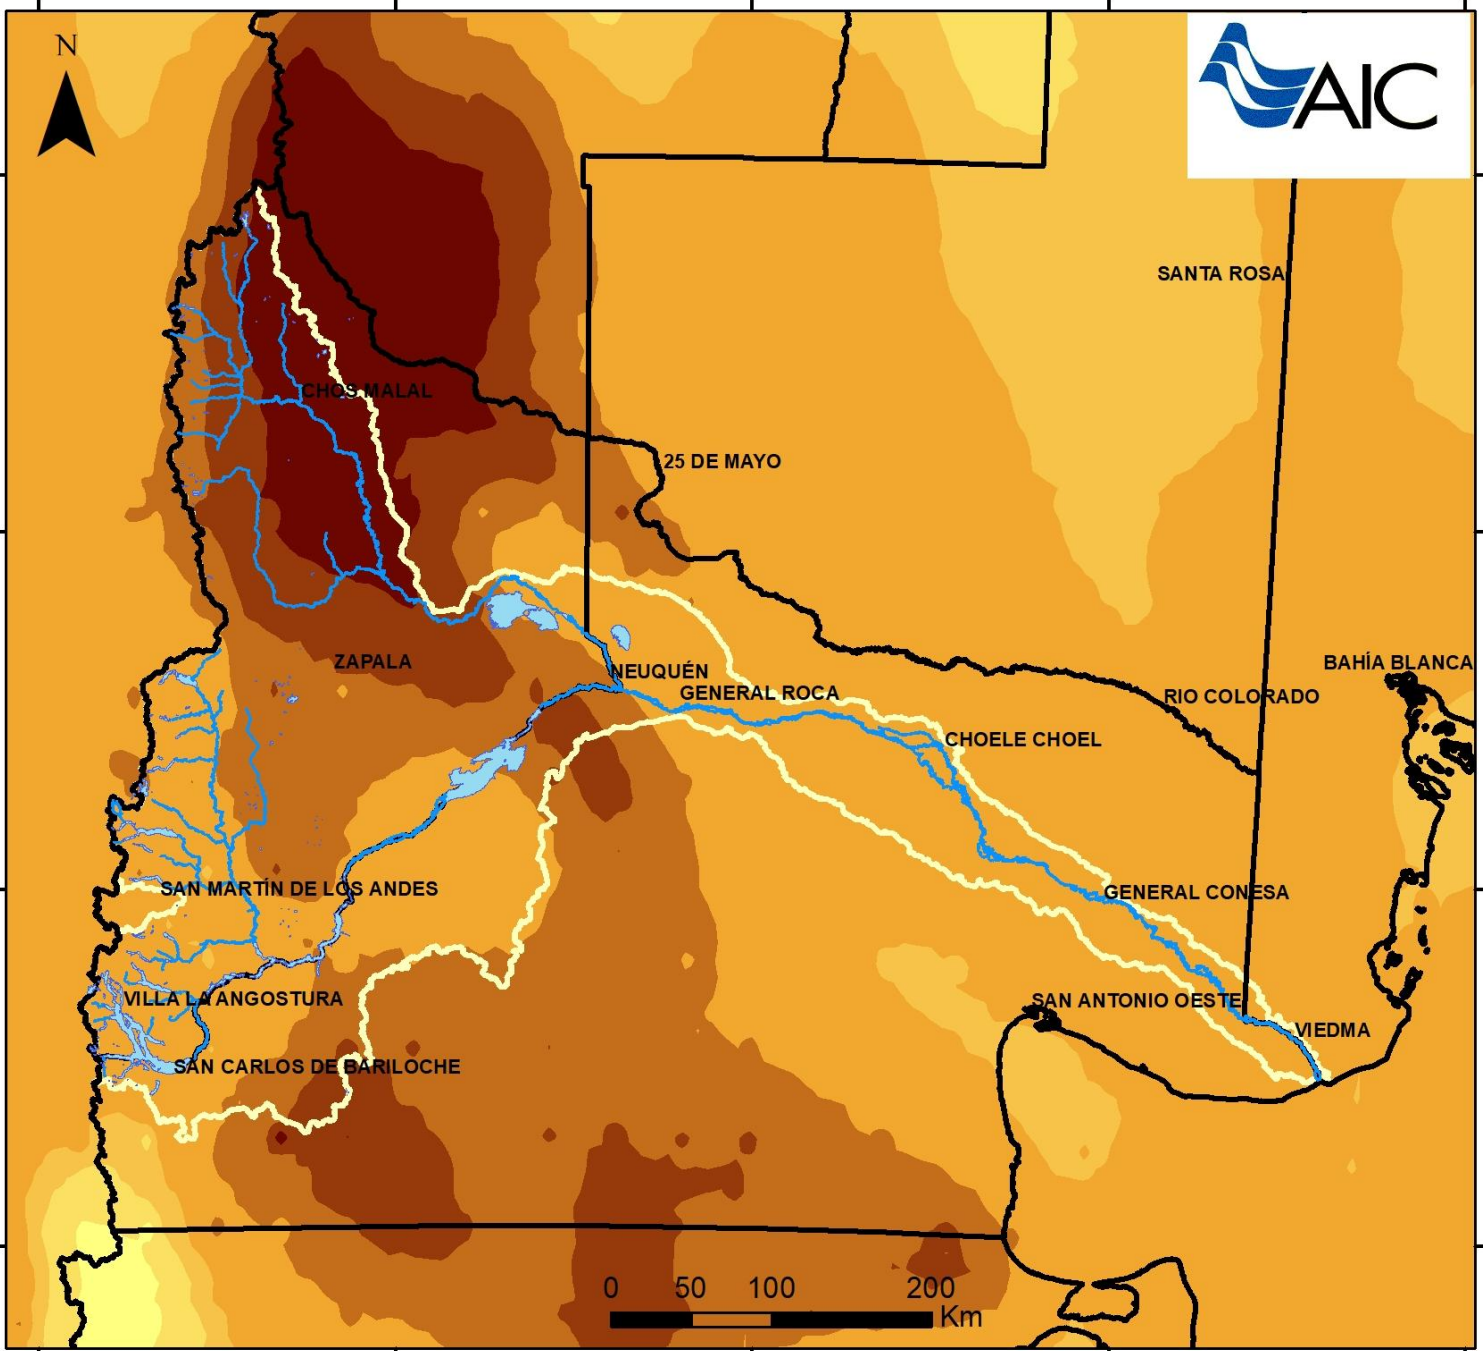 N
AIC
SANTA ROSA
CHOS MALAL
25 DE MAYO
ZAPALA
NEUQUÉN
BAHÍA BLANCA
GENERAL ROCA
RIO COLORADO
CHOELE CHOEL
SAN MARTÍN DE LOS ANDES
GENERAL CONESA
VILLA LA ANGOSTURA
SAN ANTONIO OESTE
VIEDMA
SAN CARLOS DE BARILOCHE
0 50 100 200
Km